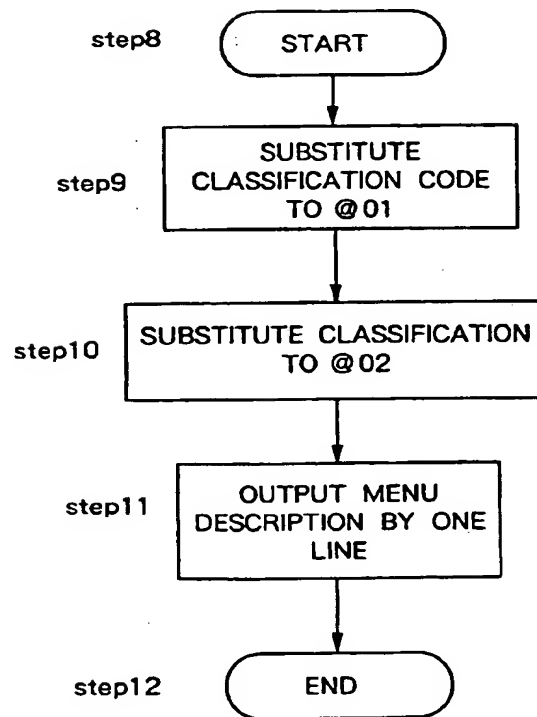 step8
START
step9
SUBSTITUTE
CLASSIFICATION CODE
TO @01
step10
SUBSTITUTE CLASSIFICATION
TO @02
step11
OUTPUT MENU
DESCRIPTION BY ONE
LINE
step12
END